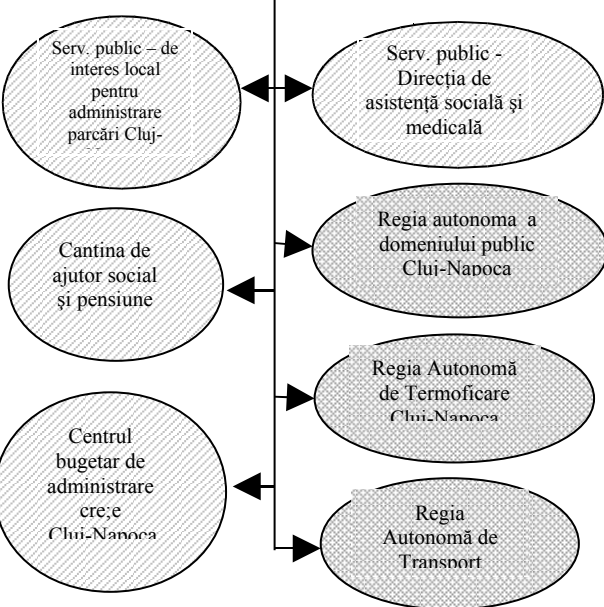 Serv. public – de
interes local
pentru
administrare
parcări Cluj-
Serv. public -
Direcția de
asistență socială și
medicală
Cantina de
ajutor social
și pensiune
Regia autonoma a
domeniului public
Cluj-Napoca
Regia Autonomă
de Termoficare
Cluj-Napoca
Centrul
bugetar de
administrare
cre;e
Cluj-Napoca
Regia
Autonomă de
Transport